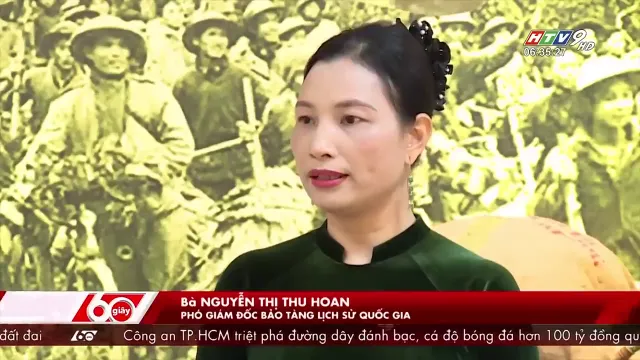 HTV9 HD
06:35:27
Bà NGUYỄN THỊ THU HOAN
PHÓ GIÁM ĐỐC BẢO TÀNG LỊCH SỬ QUỐC GIA
60 giây
đất đai
Công an TP.HCM triệt phá đường dây đánh bạc, cá độ bóng đá hơn 100 tỷ đồng